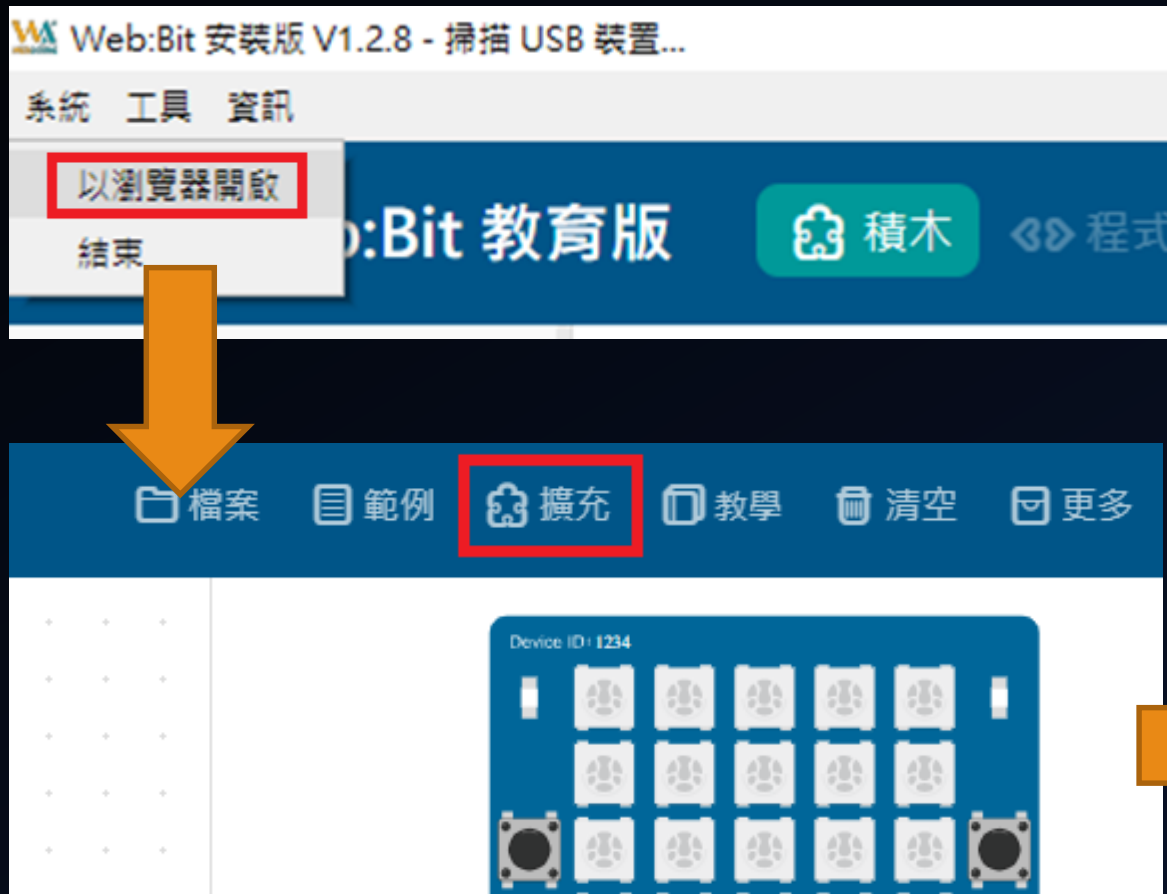 Web:Bit 安裝版 V1.2.8 - 掃描 USB 裝置...
系統 工具 資訊
以瀏覽器開啟
結束
:Bit 教育版 積木 程式
檔案 範例 擴充 教學 清空 更多
Device ID: 1234